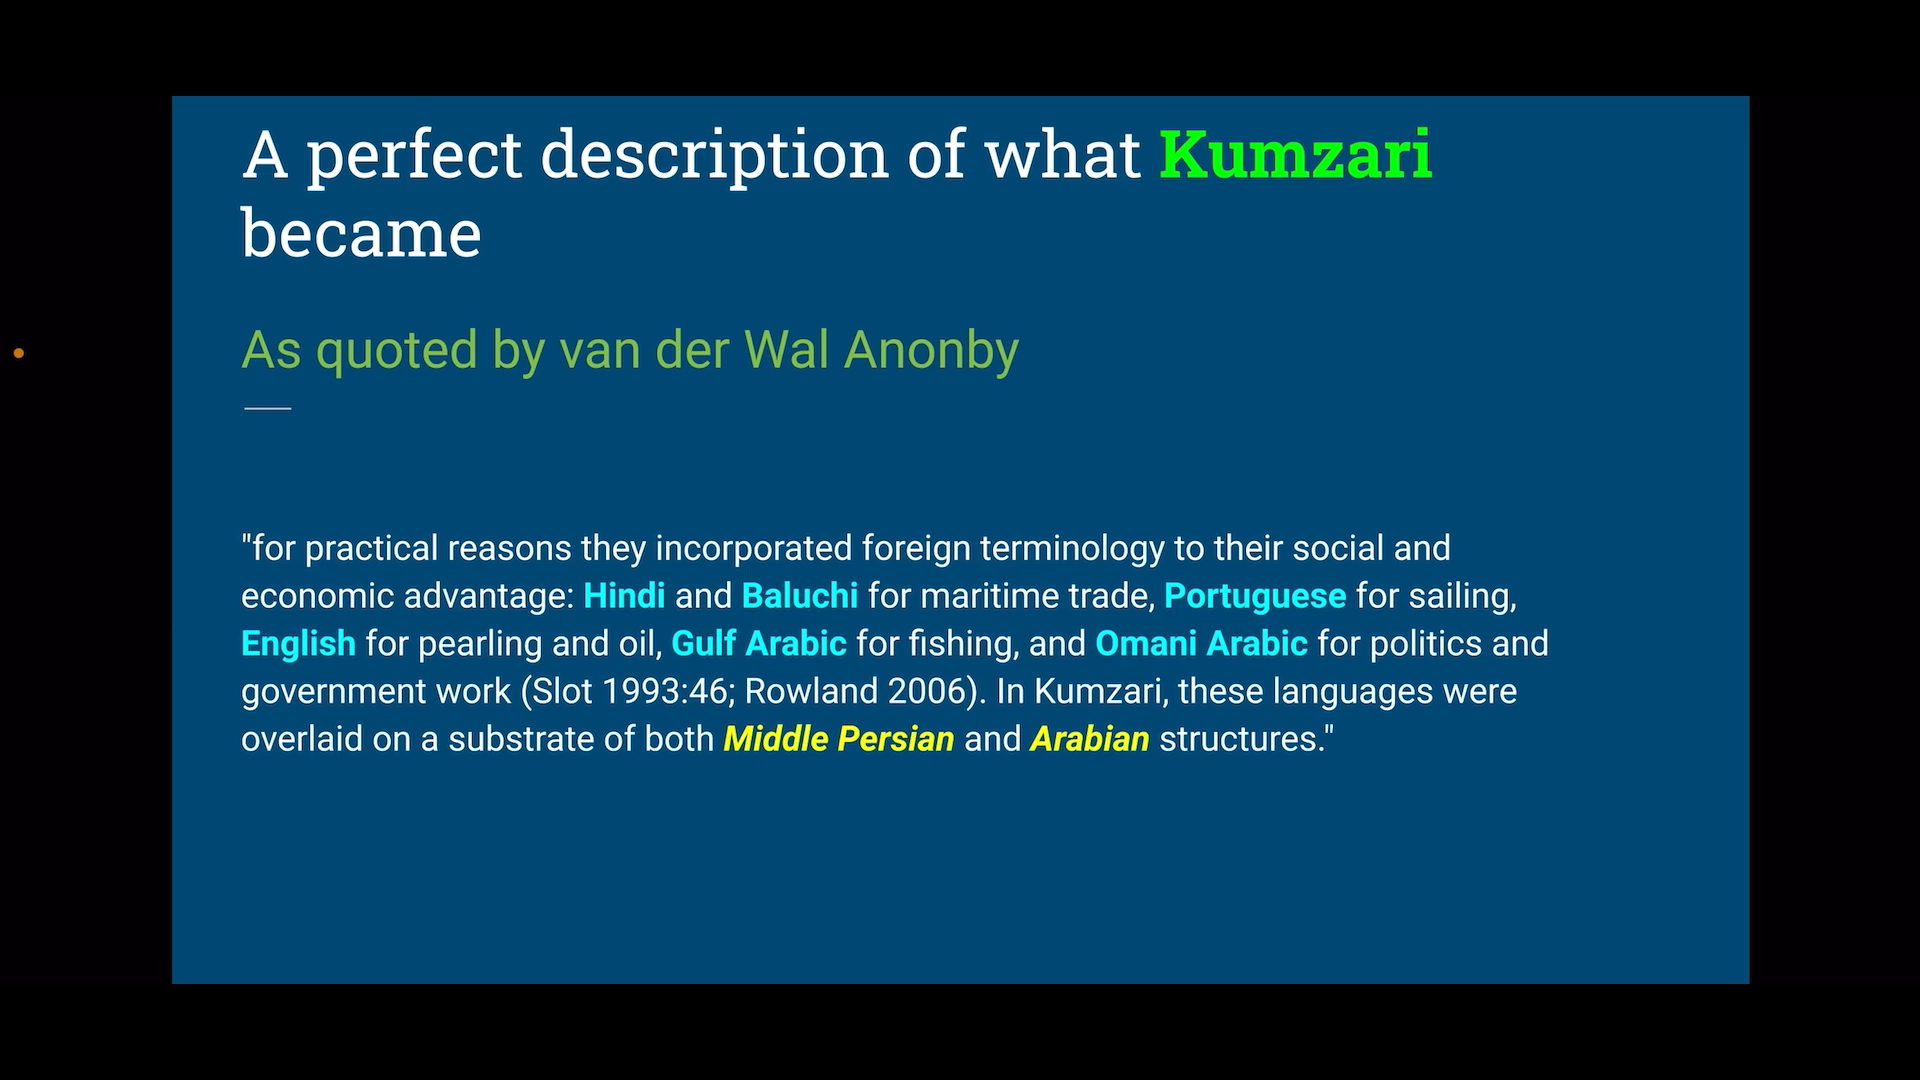 A perfect description of what Kumzari
became
As quoted by van der Wal Anonby
"for practical reasons they incorporated foreign terminology to their social and
economic advantage: Hindi and Baluchi for maritime trade, Portuguese for sailing,
English for pearling and oil, Gulf Arabic for fishing, and Omani Arabic for politics and
government work (Slot 1993:46; Rowland 2006). In Kumzari, these languages were
overlaid on a substrate of both Middle Persian and Arabian structures."